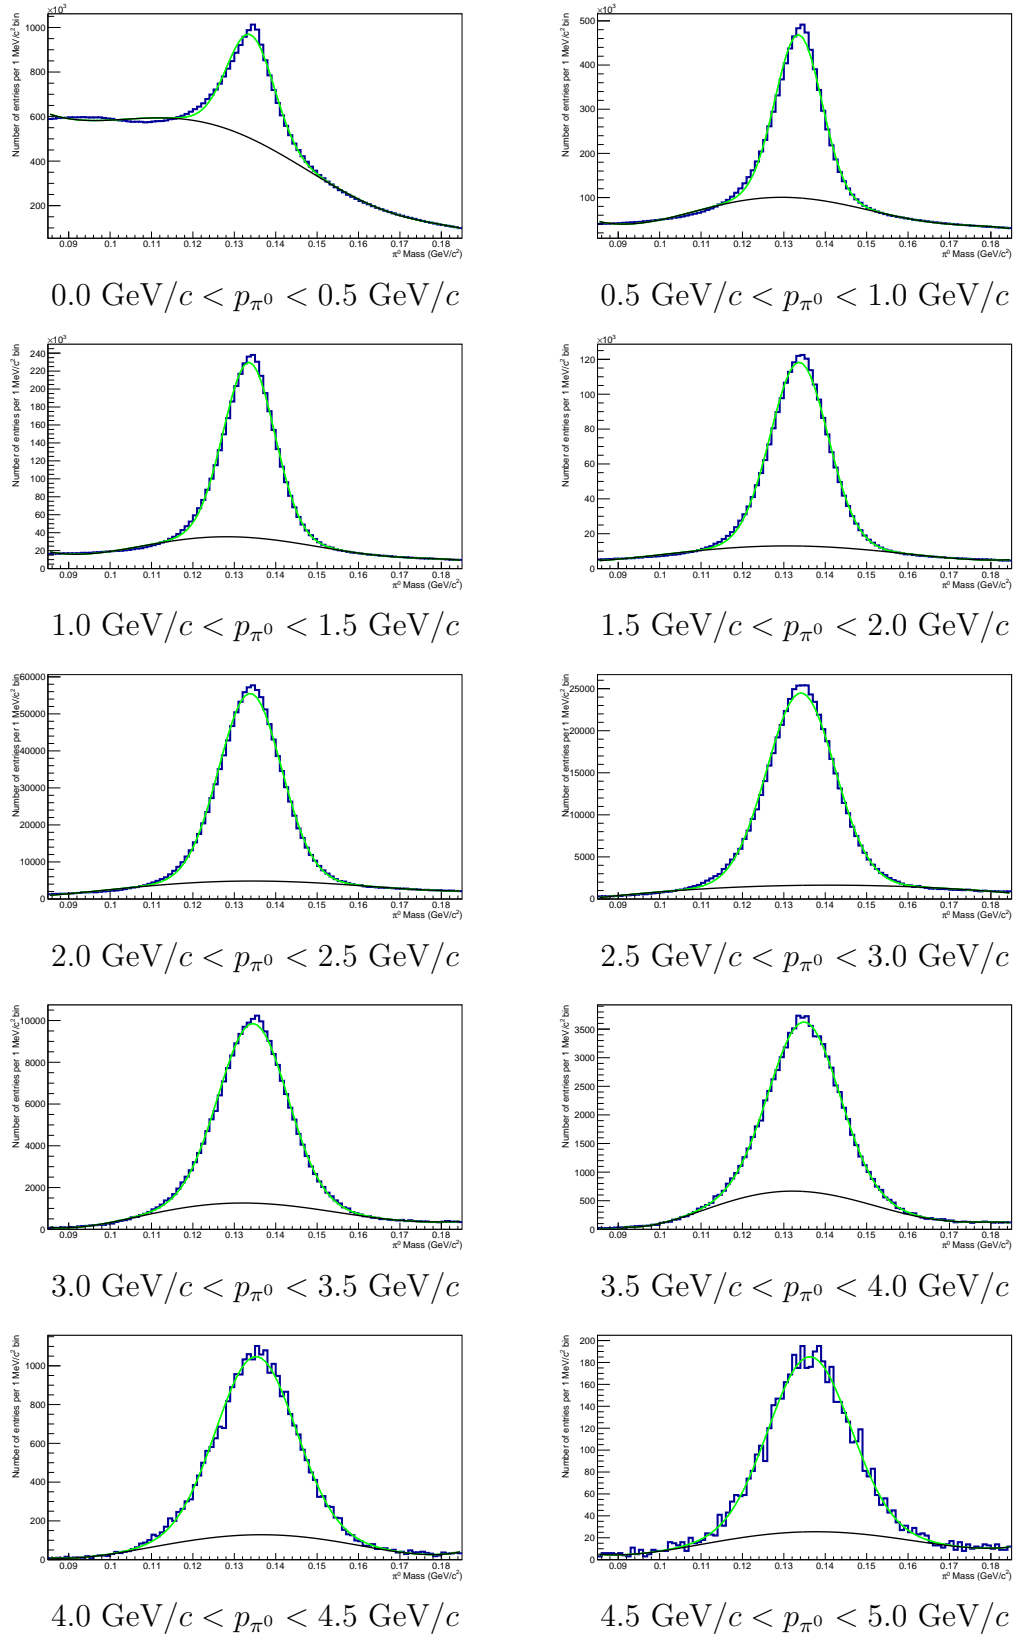 ×10³ ×10³
Number of entries per 1 MeV/c² bin
1000
800
600
400
200
0.09 0.1 0.11 0.12 0.13 0.14 0.15 0.16 0.17 0.18
π⁰ Mass (GeV/c²)
Number of entries per 1 MeV/c² bin
500
400
300
200
100
0.09 0.1 0.11 0.12 0.13 0.14 0.15 0.16 0.17 0.18
π⁰ Mass (GeV/c²)
0.0 GeV/c < p_π⁰ < 0.5 GeV/c 0.5 GeV/c < p_π⁰ < 1.0 GeV/c
×10³ ×10³
Number of entries per 1 MeV/c² bin
240
220
200
180
160
140
120
100
80
60
40
20
0
0.09 0.1 0.11 0.12 0.13 0.14 0.15 0.16 0.17 0.18
π⁰ Mass (GeV/c²)
Number of entries per 1 MeV/c² bin
120
100
80
60
40
20
0
0.09 0.1 0.11 0.12 0.13 0.14 0.15 0.16 0.17 0.18
π⁰ Mass (GeV/c²)
1.0 GeV/c < p_π⁰ < 1.5 GeV/c 1.5 GeV/c < p_π⁰ < 2.0 GeV/c
Number of entries per 1 MeV/c² bin
60000
50000
40000
30000
20000
10000
0
0.09 0.1 0.11 0.12 0.13 0.14 0.15 0.16 0.17 0.18
π⁰ Mass (GeV/c²)
Number of entries per 1 MeV/c² bin
25000
20000
15000
10000
5000
0
0.09 0.1 0.11 0.12 0.13 0.14 0.15 0.16 0.17 0.18
π⁰ Mass (GeV/c²)
2.0 GeV/c < p_π⁰ < 2.5 GeV/c 2.5 GeV/c < p_π⁰ < 3.0 GeV/c
Number of entries per 1 MeV/c² bin
10000
8000
6000
4000
2000
0
0.09 0.1 0.11 0.12 0.13 0.14 0.15 0.16 0.17 0.18
π⁰ Mass (GeV/c²)
Number of entries per 1 MeV/c² bin
3500
3000
2500
2000
1500
1000
500
0
0.09 0.1 0.11 0.12 0.13 0.14 0.15 0.16 0.17 0.18
π⁰ Mass (GeV/c²)
3.0 GeV/c < p_π⁰ < 3.5 GeV/c 3.5 GeV/c < p_π⁰ < 4.0 GeV/c
Number of entries per 1 MeV/c² bin
1000
800
600
400
200
0
0.09 0.1 0.11 0.12 0.13 0.14 0.15 0.16 0.17 0.18
π⁰ Mass (GeV/c²)
Number of entries per 1 MeV/c² bin
200
180
160
140
120
100
80
60
40
20
0
0.09 0.1 0.11 0.12 0.13 0.14 0.15 0.16 0.17 0.18
π⁰ Mass (GeV/c²)
4.0 GeV/c < p_π⁰ < 4.5 GeV/c 4.5 GeV/c < p_π⁰ < 5.0 GeV/c